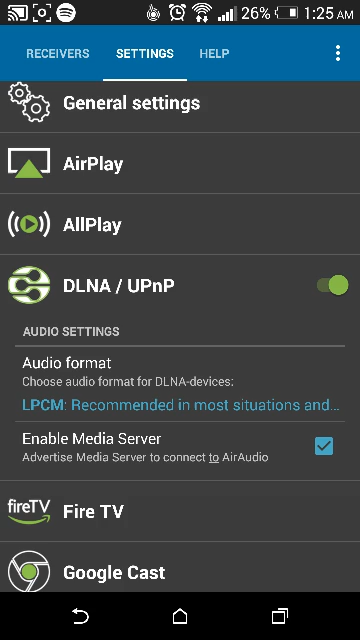 26% 1:25 AM
RECEIVERS SETTINGS HELP
General settings
AirPlay
AllPlay
DLNA / UPnP
AUDIO SETTINGS
Audio format
Choose audio format for DLNA-devices:
LPCM: Recommended in most situations and...
Enable Media Server
Advertise Media Server to connect to AirAudio
fireTV Fire TV
Google Cast